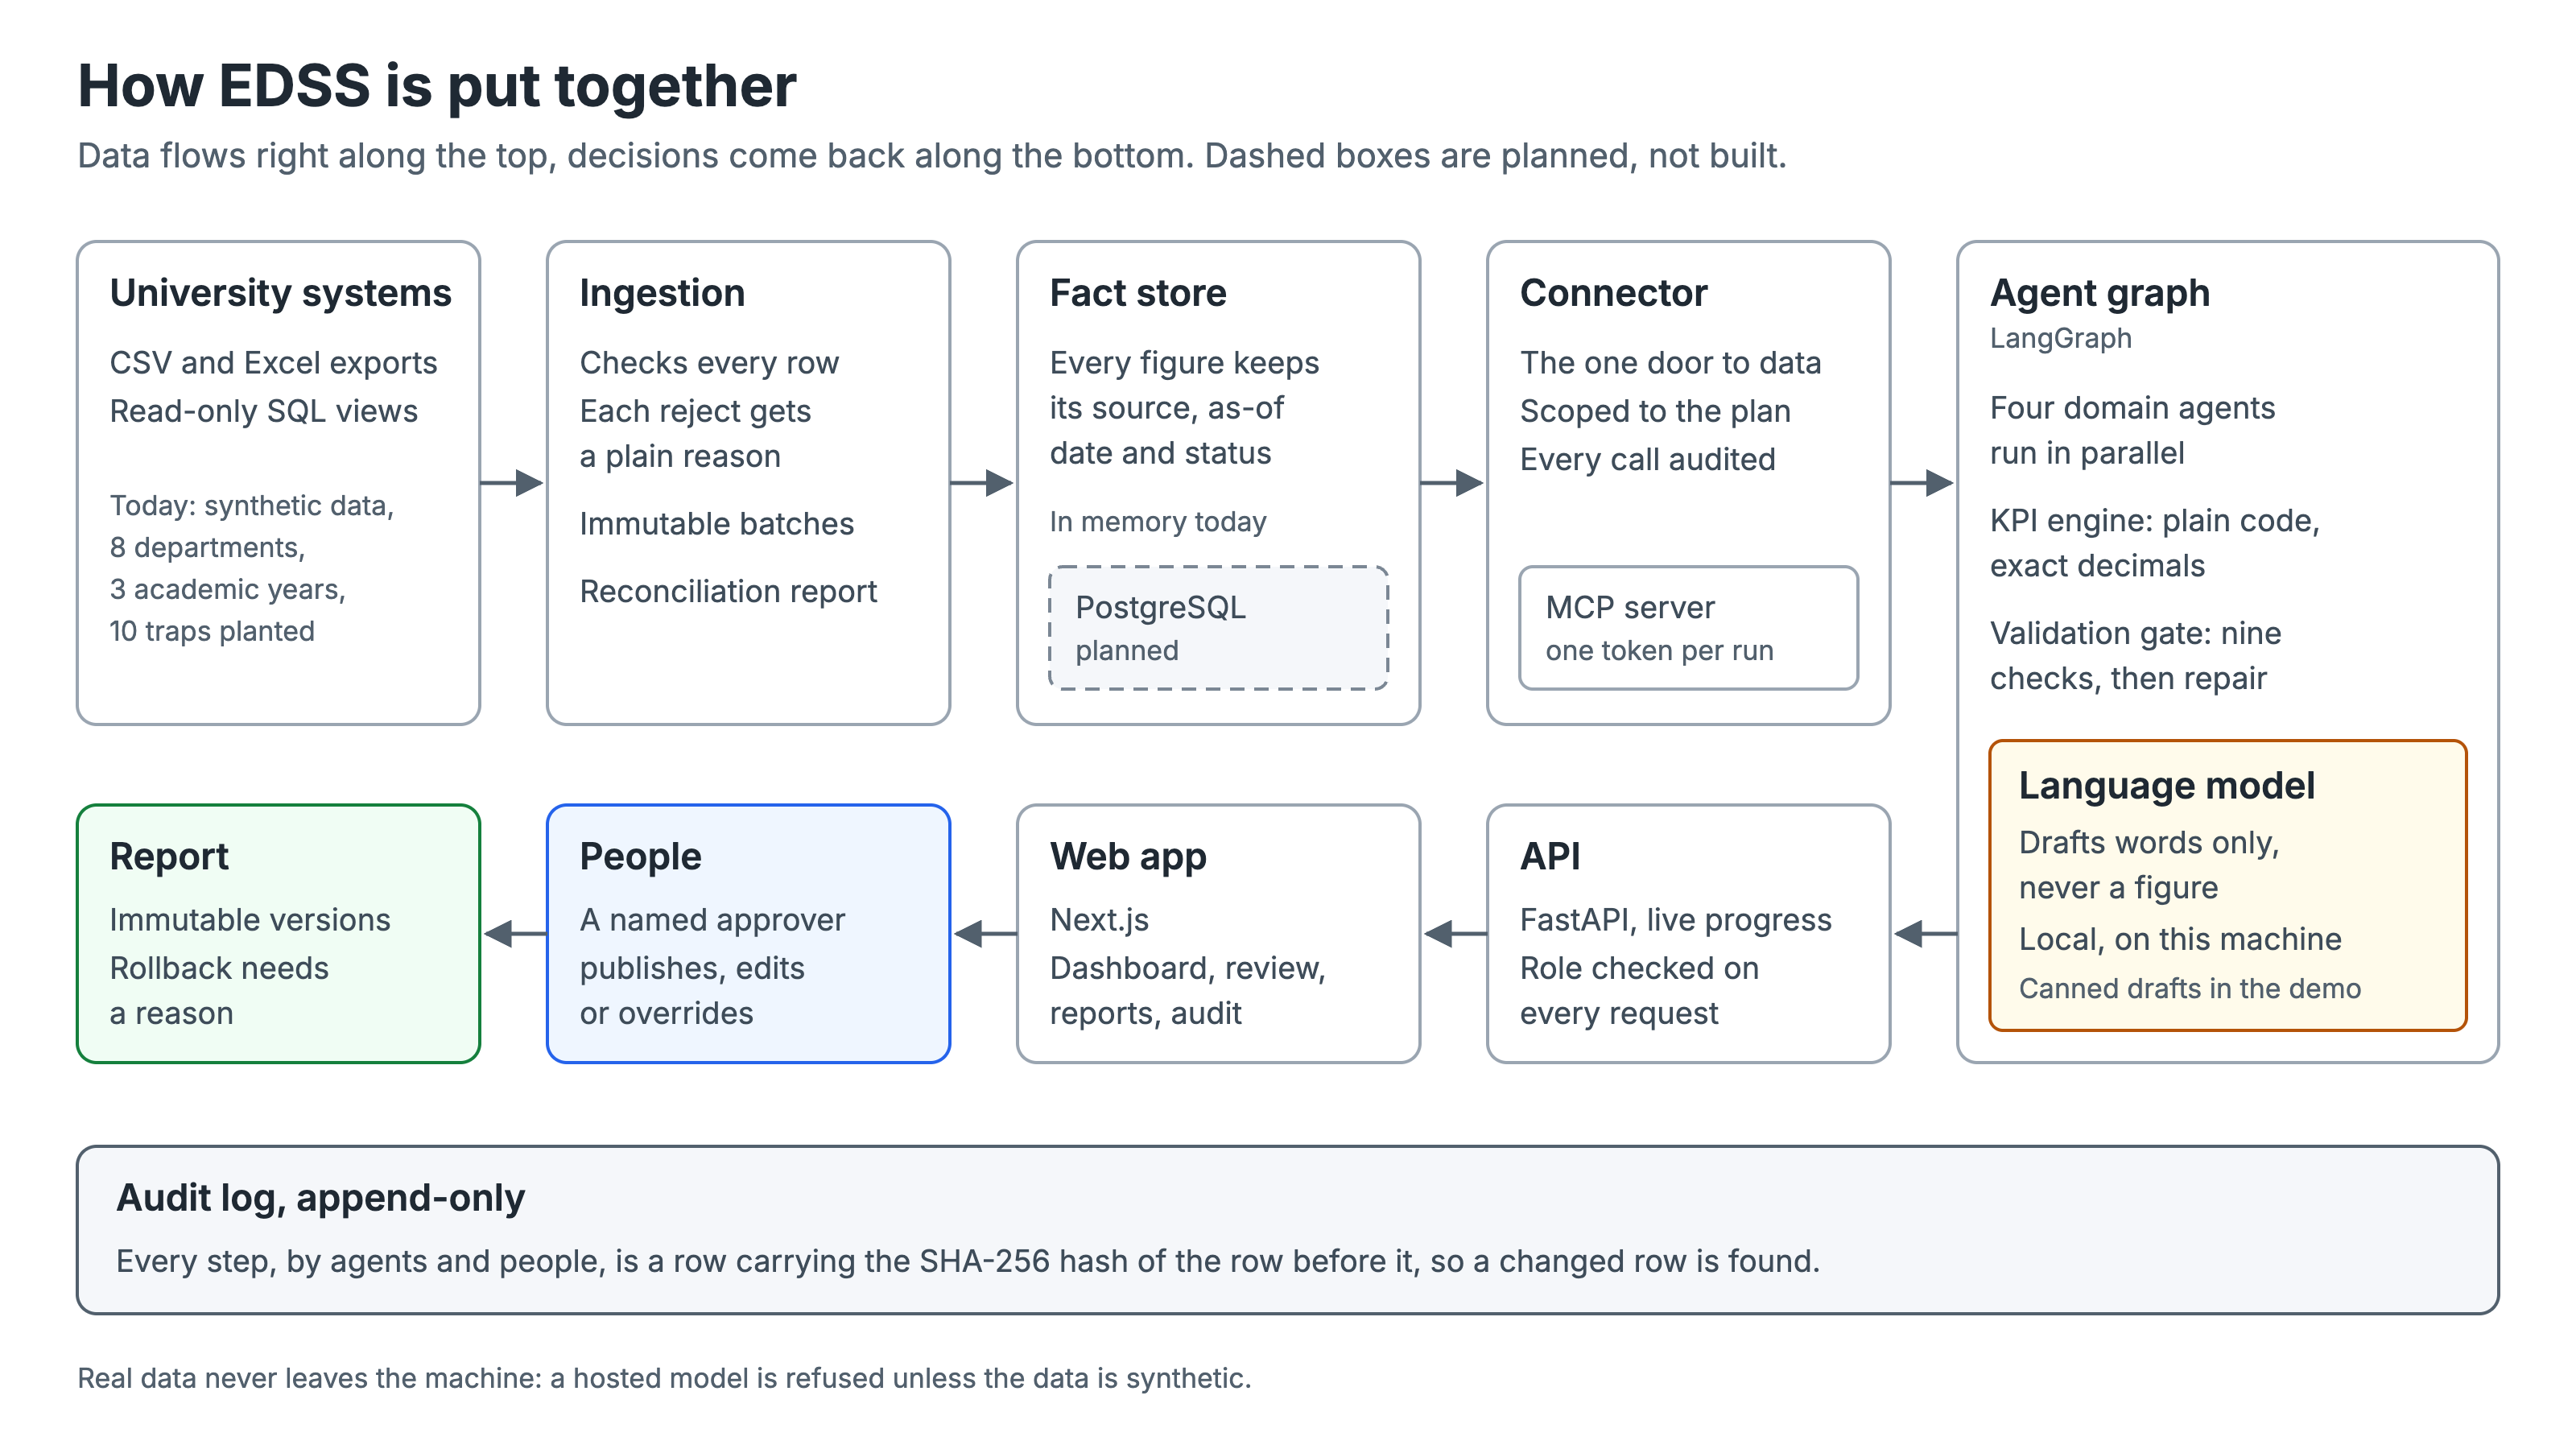 How EDSS is put together
Data flows right along the top, decisions come back along the bottom. Dashed boxes are planned, not built.
University systems
CSV and Excel exports
Read-only SQL views
Today: synthetic data,
8 departments,
3 academic years,
10 traps planted
Ingestion
Checks every row
Each reject gets
a plain reason
Immutable batches
Reconciliation report
Fact store
Every figure keeps
its source, as-of
date and status
In memory today
PostgreSQL
planned
Connector
The one door to data
Scoped to the plan
Every call audited
MCP server
one token per run
Agent graph
LangGraph
Four domain agents
run in parallel
KPI engine: plain code,
exact decimals
Validation gate: nine
checks, then repair
Language model
Drafts words only,
never a figure
Local, on this machine
Canned drafts in the demo
Report
Immutable versions
Rollback needs
a reason
People
A named approver
publishes, edits
or overrides
Web app
Next.js
Dashboard, review,
reports, audit
API
FastAPI, live progress
Role checked on
every request
Audit log, append-only
Every step, by agents and people, is a row carrying the SHA-256 hash of the row before it, so a changed row is found.
Real data never leaves the machine: a hosted model is refused unless the data is synthetic.